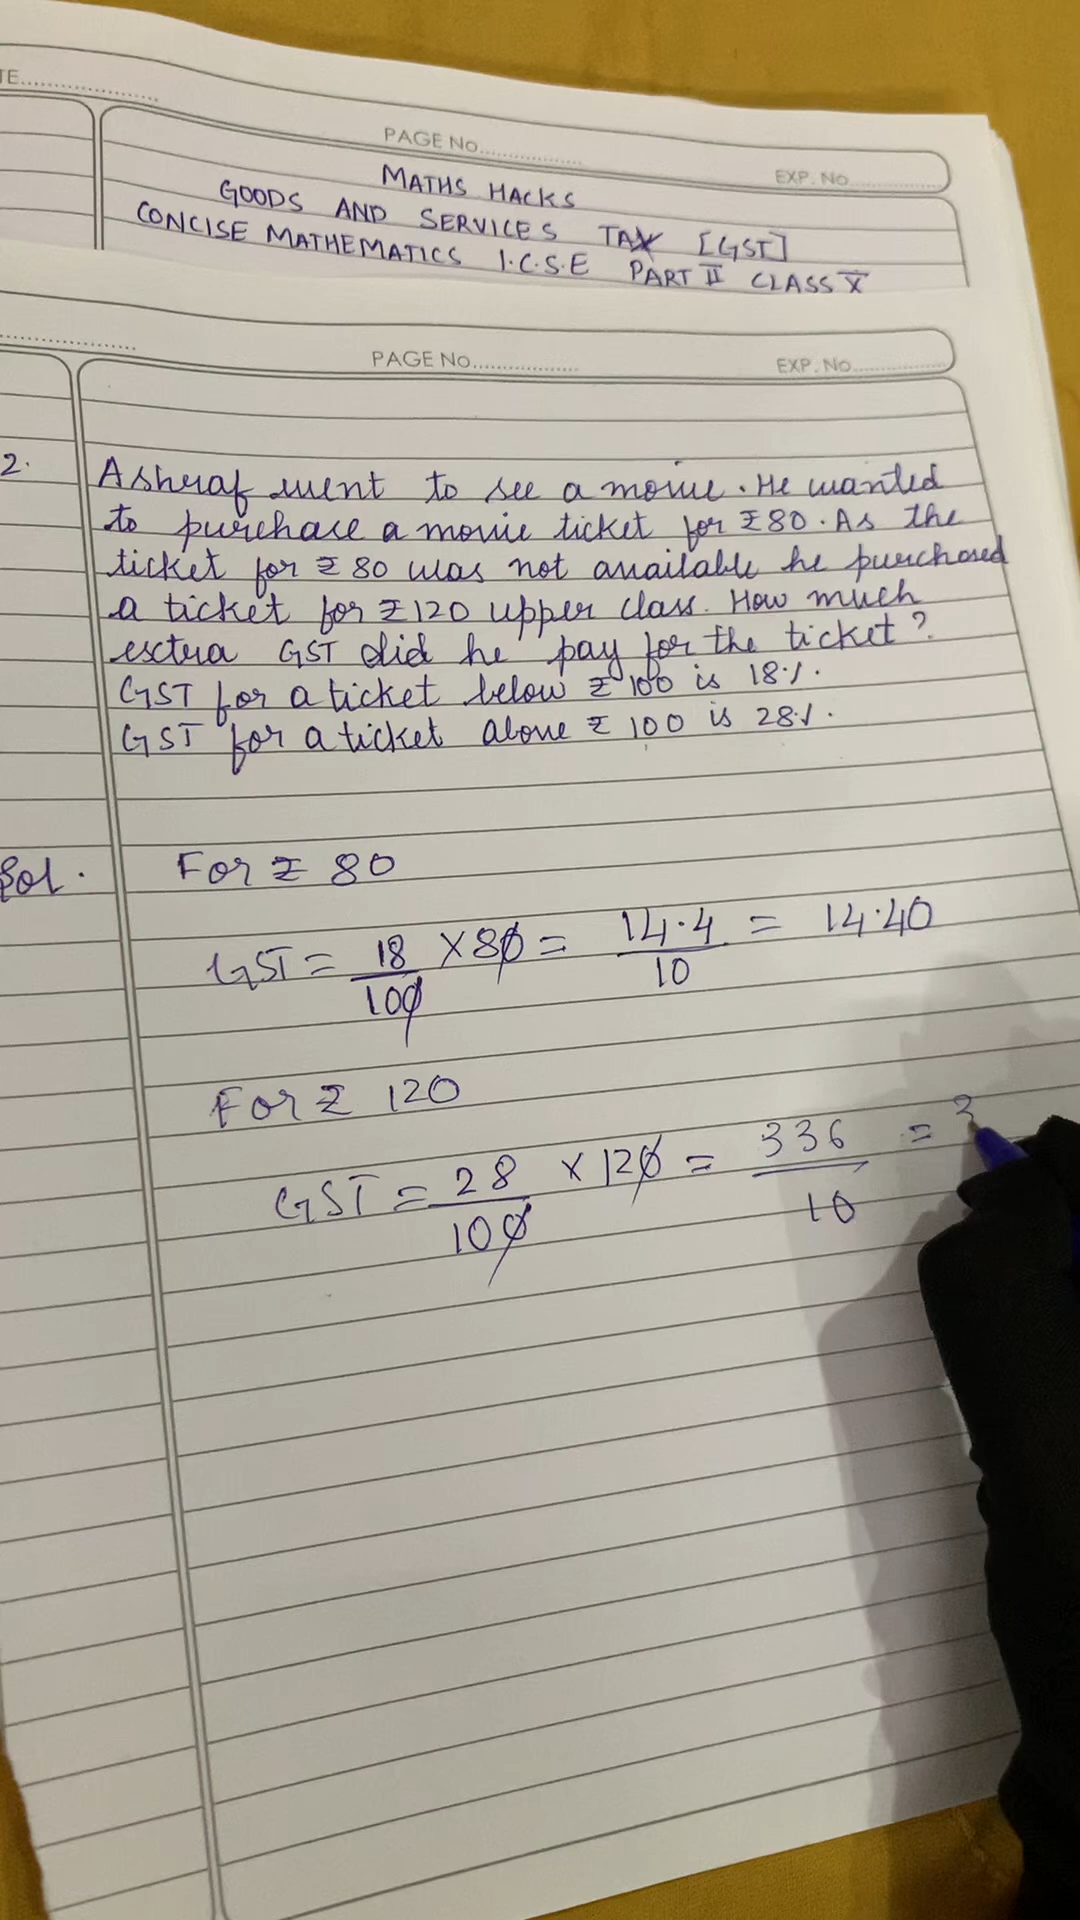 TE..................
PAGE No..................
EXP. No..................
MATHS HACKS
GOODS AND SERVICES TAX [GST]
CONCISE MATHEMATICS I.C.S.E PART II CLASS X
PAGE No..................
EXP. No..................
2.
Ashraf went to see a movie. He wanted
to purchase a movie ticket for ₹80. As the
ticket for ₹80 was not available he purchased
a ticket for ₹120 upper class. How much
extra GST did he pay for the ticket?
GST for a ticket below ₹100 is 18%.
GST for a ticket above ₹100 is 28%.
Sol. For ₹ 80
GST = 18/100 × 80 = 14.4/10 = 14.40
For ₹ 120
GST = 28/100 × 120 = 336/10 = 3